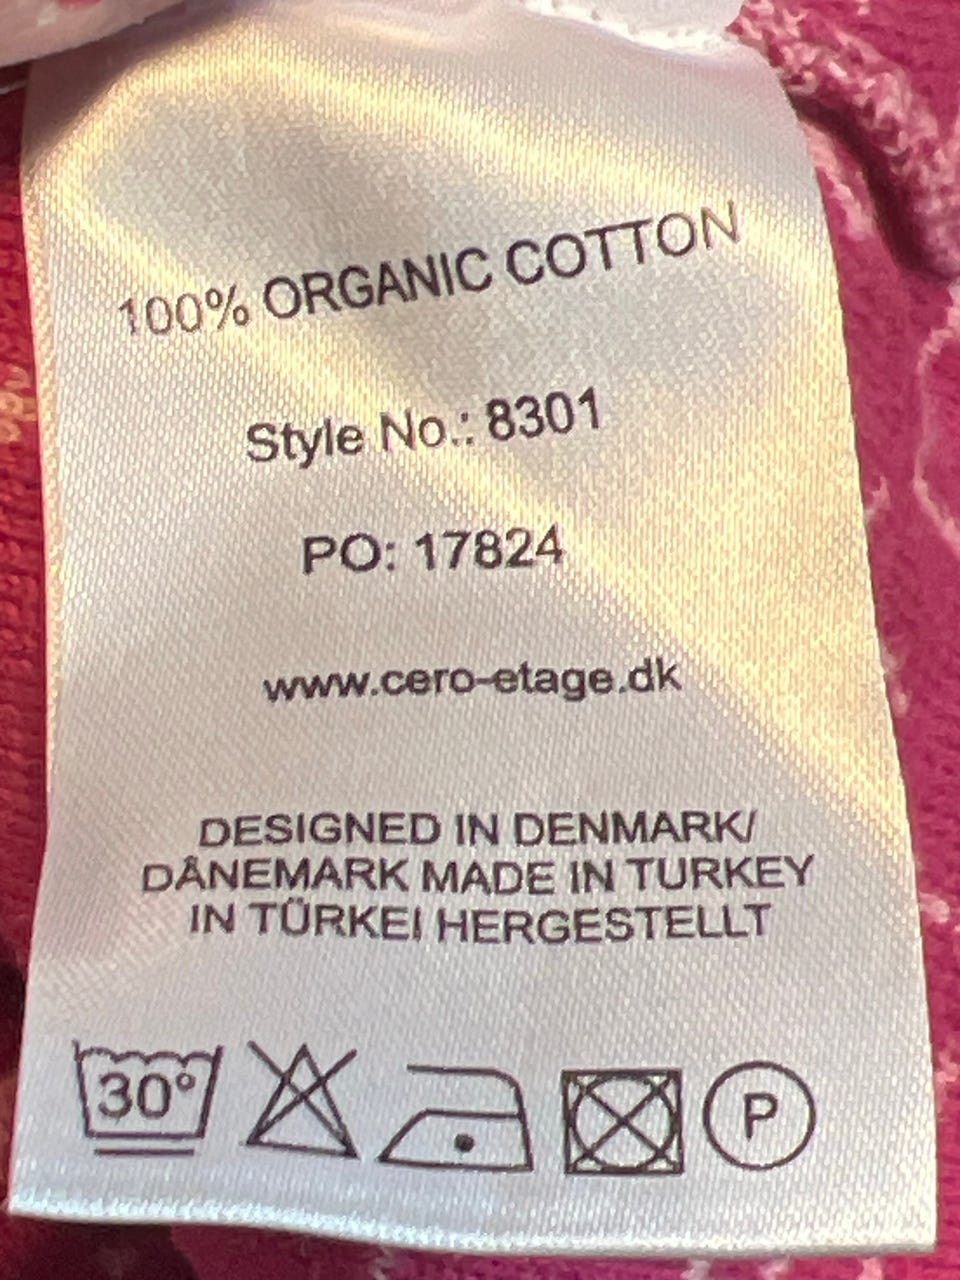 100% ORGANIC COTTON
Style No.: 8301
PO: 17824
www.cero-etage.dk
DESIGNED IN DENMARK/
DÄNEMARK MADE IN TURKEY
IN TÜRKEI HERGESTELLT
30° P